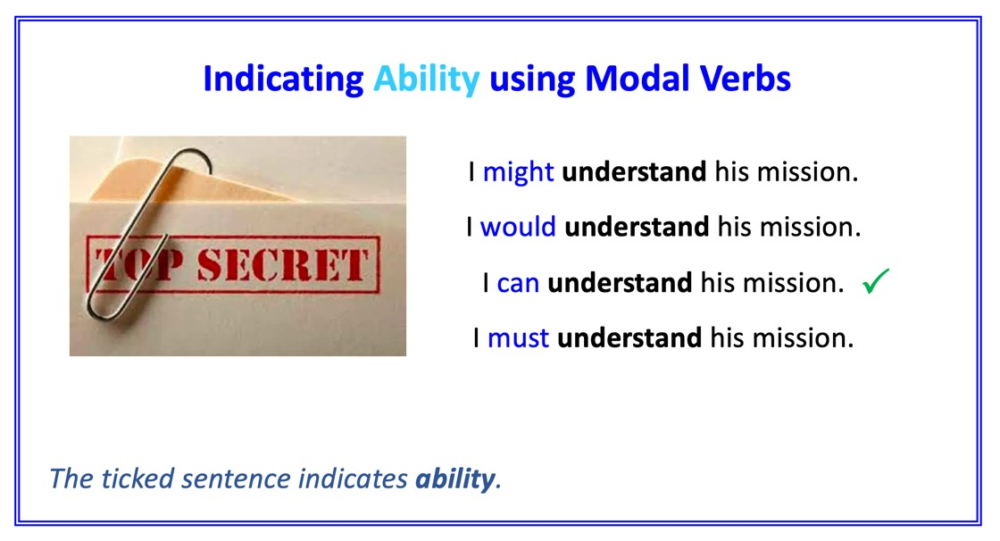 Indicating Ability using Modal Verbs
TOP SECRET
I might understand his mission.
I would understand his mission.
I can understand his mission. ✓
I must understand his mission.
The ticked sentence indicates ability.